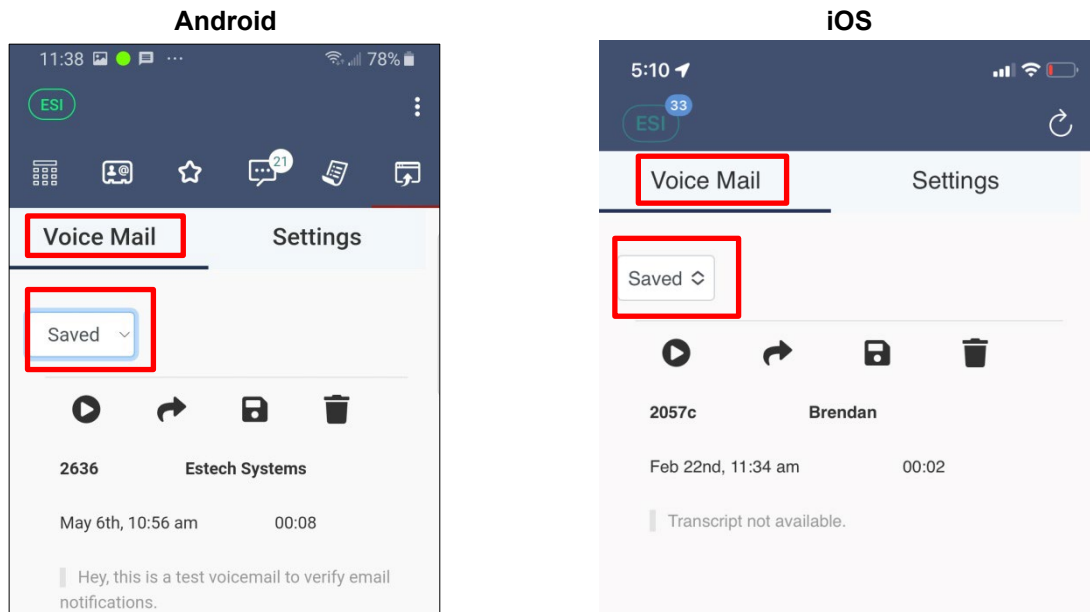 Android
11:38 ... 78%
ESI
21
Voice Mail Settings
Saved
2636 Estech Systems
May 6th, 10:56 am 00:08
Hey, this is a test voicemail to verify email
notifications.
iOS
5:10
ESI 33
Voice Mail Settings
Saved
2057c Brendan
Feb 22nd, 11:34 am 00:02
Transcript not available.